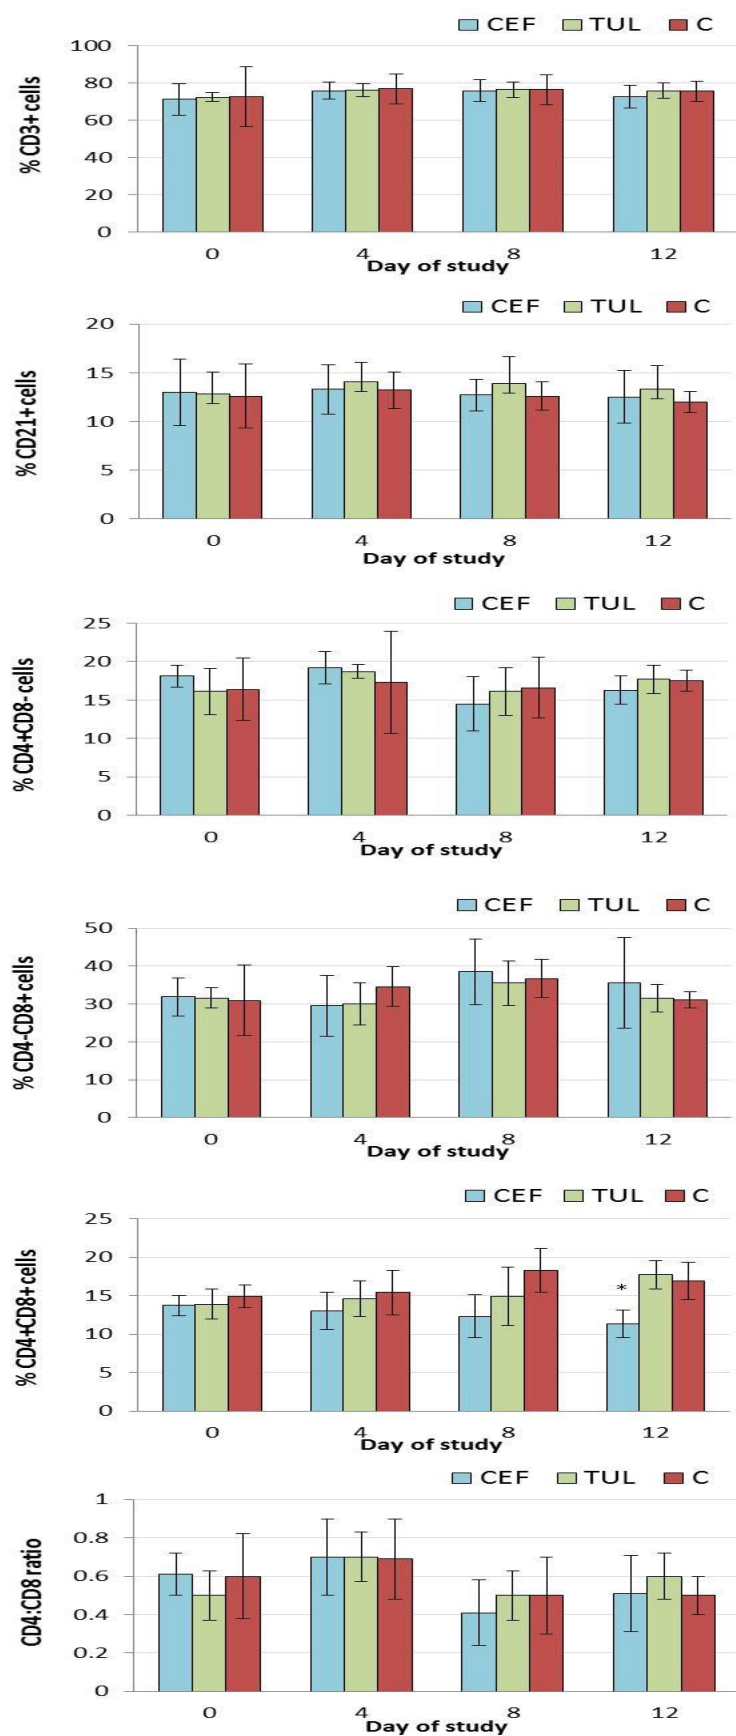 CEF TUL C
100
80
60
40
20
0
% CD3+ cells
0 4 8 12
Day of study
CEF TUL C
20
15
10
5
0
% CD21+cells
0 4 8 12
Day of study
CEF TUL C
25
20
15
10
5
0
% CD4+CD8- cells
0 4 8 12
Day of study
CEF TUL C
50
40
30
20
10
0
% CD4-CD8+cells
0 4 8 12
Day of study
CEF TUL C
25
20
15
10
5
0
% CD4+CD8+cells
*
0 4 8 12
Day of study
CEF TUL C
1
0.8
0.6
0.4
0.2
0
CD4:CD8 ratio
0 4 8 12
Day of study